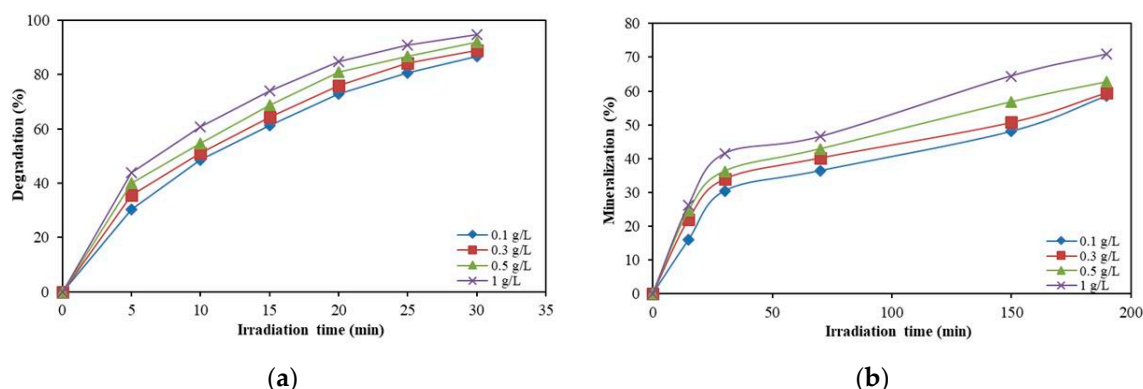 100
80
60
40
20
0
Degradation (%)
0.1 g/L
0.3 g/L
0.5 g/L
1 g/L
0 5 10 15 20 25 30 35
Irradiation time (min)
(a)
80
70
60
50
40
30
20
10
0
Mineralization (%)
0.1 g/L
0.3 g/L
0.5 g/L
1 g/L
0 50 100 150 200
Irradiation time (min)
(b)